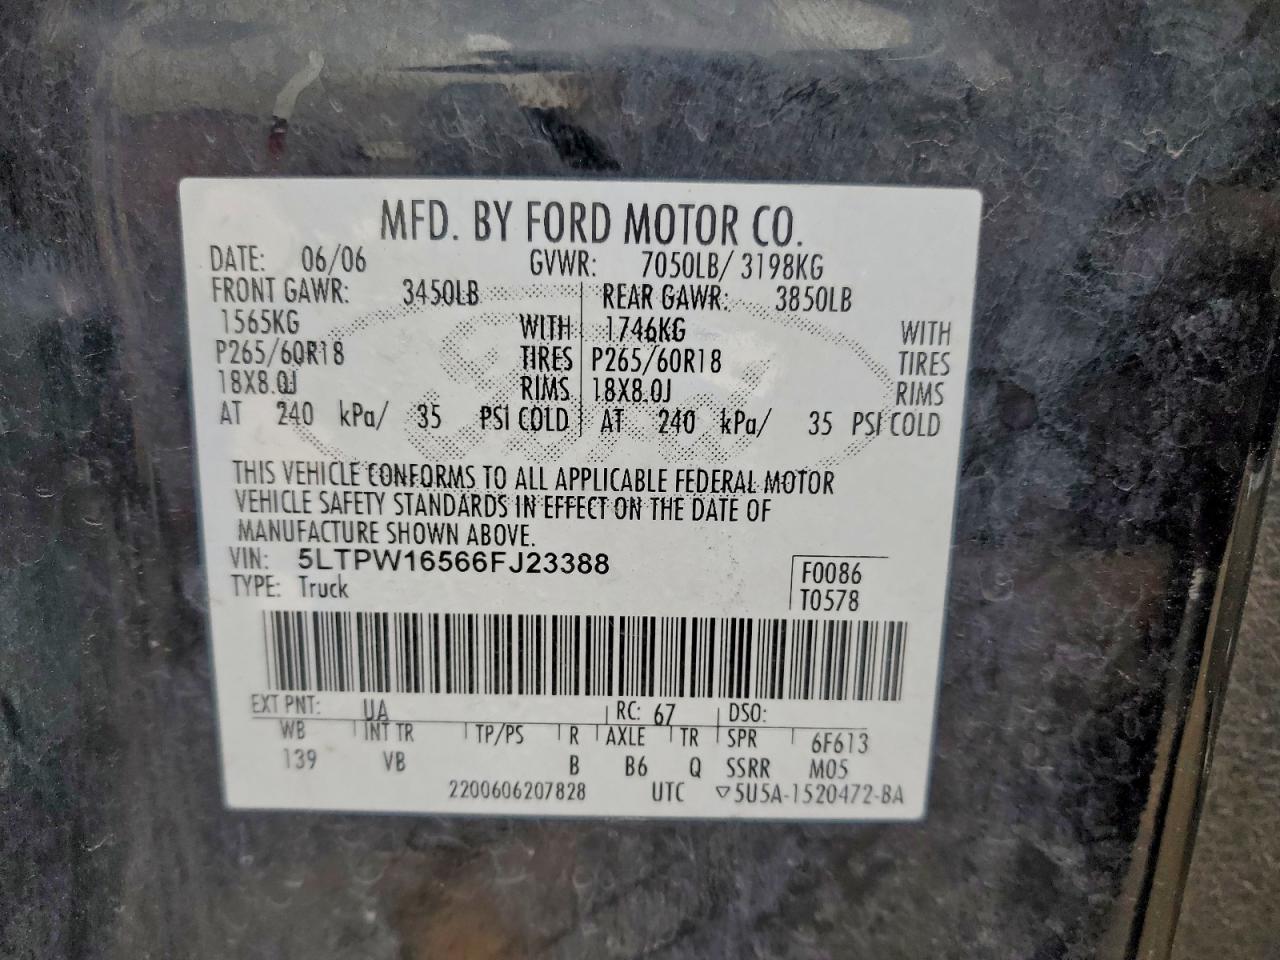 MFD. BY FORD MOTOR CO.
DATE: 06/06 GVWR: 7050LB/ 3198KG
FRONT GAWR: 3450LB REAR GAWR: 3850LB
1565KG WITH 1746KG WITH
P265/60R18 TIRES P265/60R18 TIRES
18X8.0J RIMS 18X8.0J RIMS
AT 240 kPa/ 35 PSI COLD AT 240 kPa/ 35 PSI COLD
THIS VEHICLE CONFORMS TO ALL APPLICABLE FEDERAL MOTOR
VEHICLE SAFETY STANDARDS IN EFFECT ON THE DATE OF
MANUFACTURE SHOWN ABOVE.
VIN: 5LTPW16566FJ23388
TYPE: Truck
F0086
T0578
EXT PNT: UA RC: 67 DSO:
WB INT TR TP/PS R AXLE TR SPR 6F613
139 VB B B6 Q SSRR M05
2200606207828 UTC ▽5U5A-1520472-BA